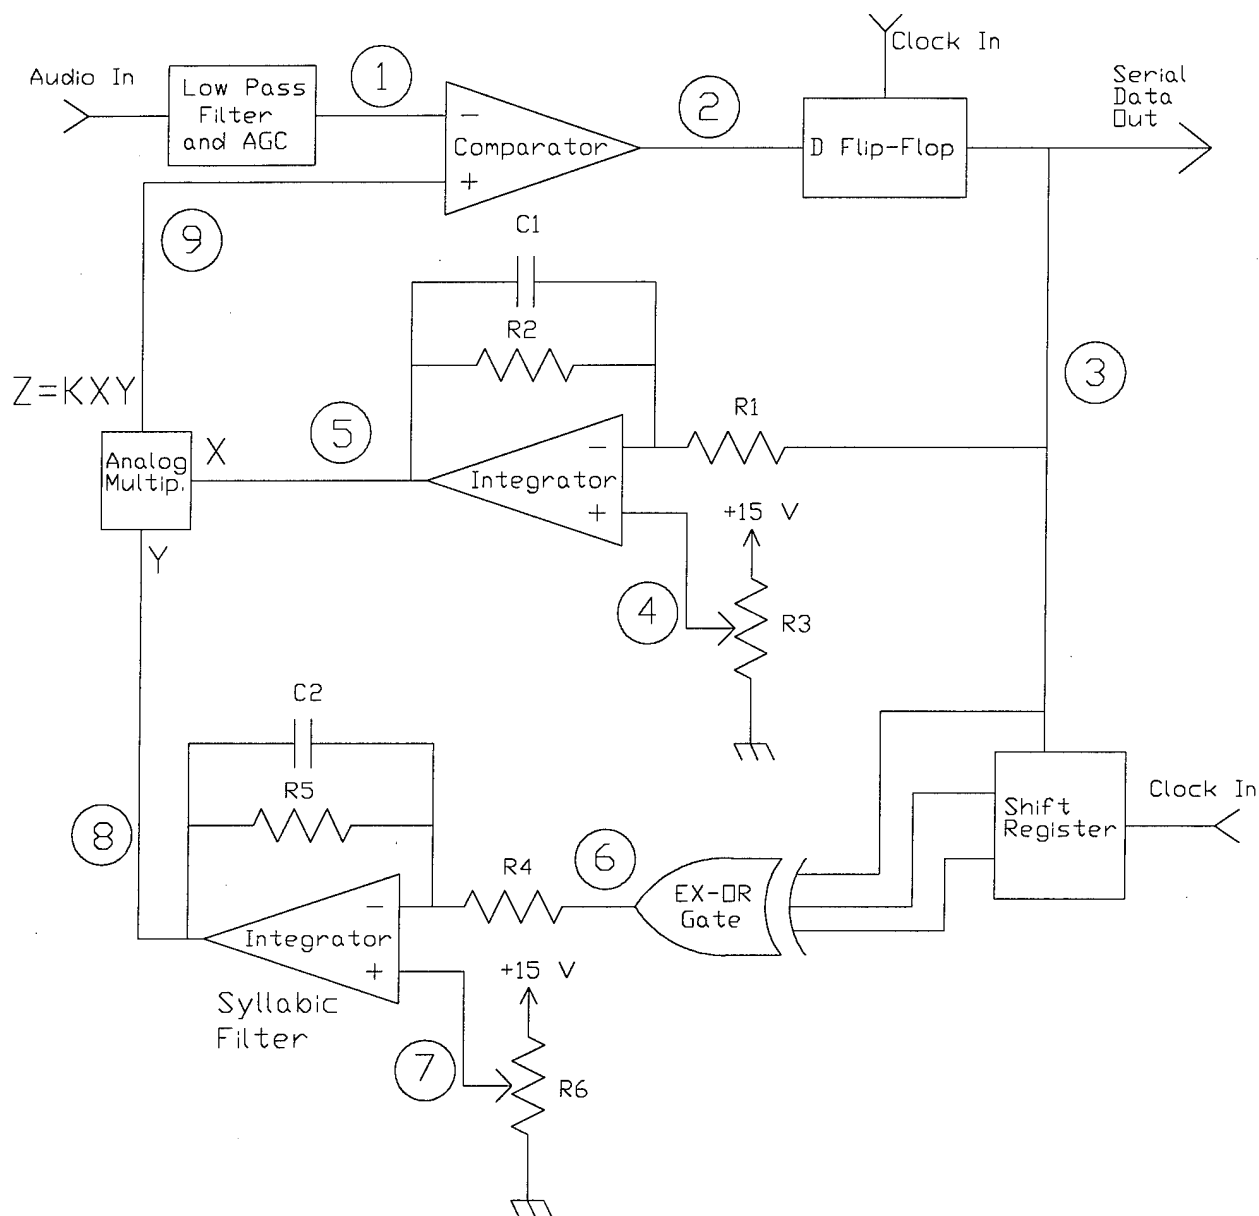 Audio In
Low Pass
Filter
and AGC
1
Comparator
−
+
2
Clock In
D Flip-Flop
Serial
Data
Out
9
C1
R2
3
Z=KXY
5
R1
Analog
Multip.
X
Y
Integrator
−
+
+15 V
4
R3
C2
R5
8
R4
6
EX-OR
Gate
Shift
Register
Clock In
Integrator
−
+
Syllabic
Filter
+15 V
7
R6